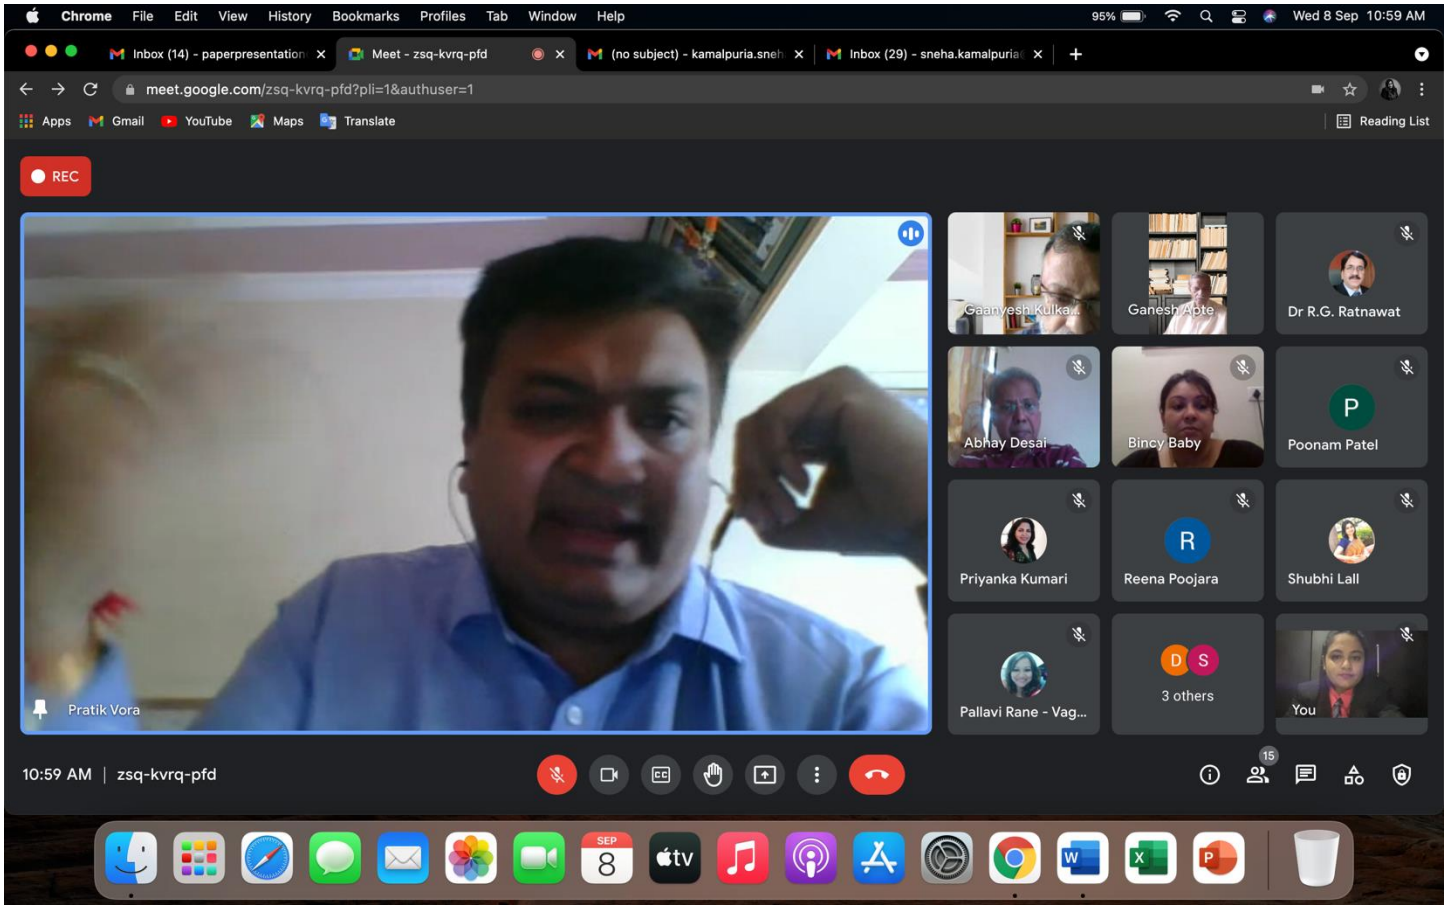 Chrome File Edit View History Bookmarks Profiles Tab Window Help 95% Wed 8 Sep 10:59 AM
Inbox (14) - paperpresentation Meet - zsq-kvrq-pfd (no subject) - kamalpuria.sneh Inbox (29) - sneha.kamalpuria
meet.google.com/zsq-kvrq-pfd?pli=1&authuser=1
Apps Gmail YouTube Maps Translate Reading List
REC
Gaanyesh Kulka... Ganesh Apte Dr R.G. Ratnawat
Abhay Desai Bincy Baby P Poonam Patel
Priyanka Kumari R Reena Poojara Shubhi Lall
Pallavi Rane - Vag... D S 3 others You
Pratik Vora
10:59 AM | zsq-kvrq-pfd CC 15
SEP 8 tv W X P